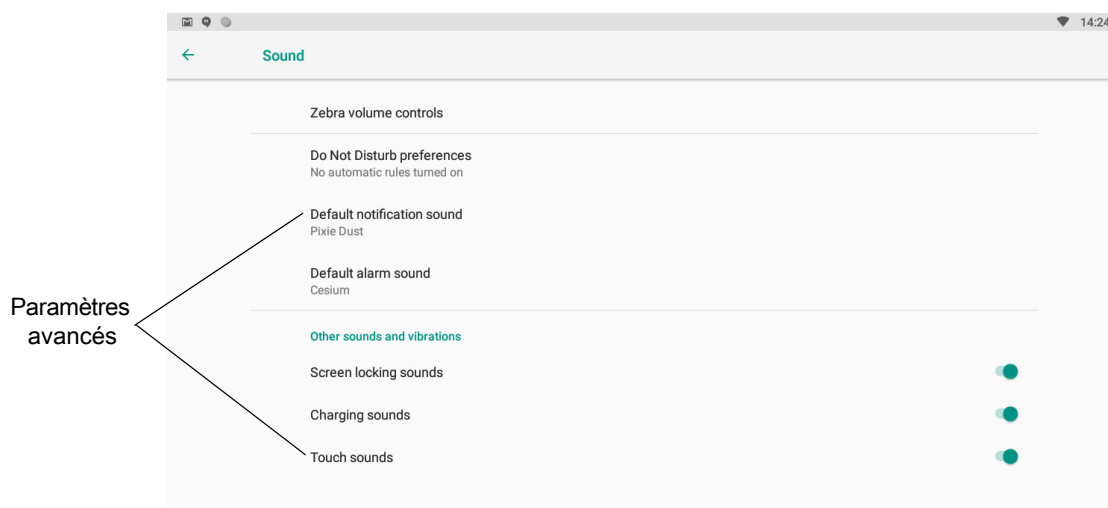 14:24
Sound
Zebra volume controls
Do Not Disturb preferences
No automatic rules turned on
Default notification sound
Pixie Dust
Default alarm sound
Cesium
Paramètres
avancés
Other sounds and vibrations
Screen locking sounds
Charging sounds
Touch sounds